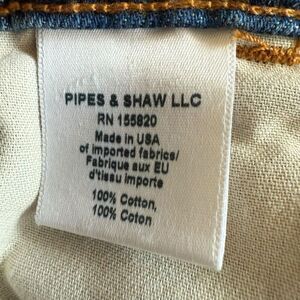 PIPES & SHAW LLC
RN 155820
Made in USA
of imported fabrics/
Fabrique aux EU
d'tissu importe
100% Cotton,
100% Coton